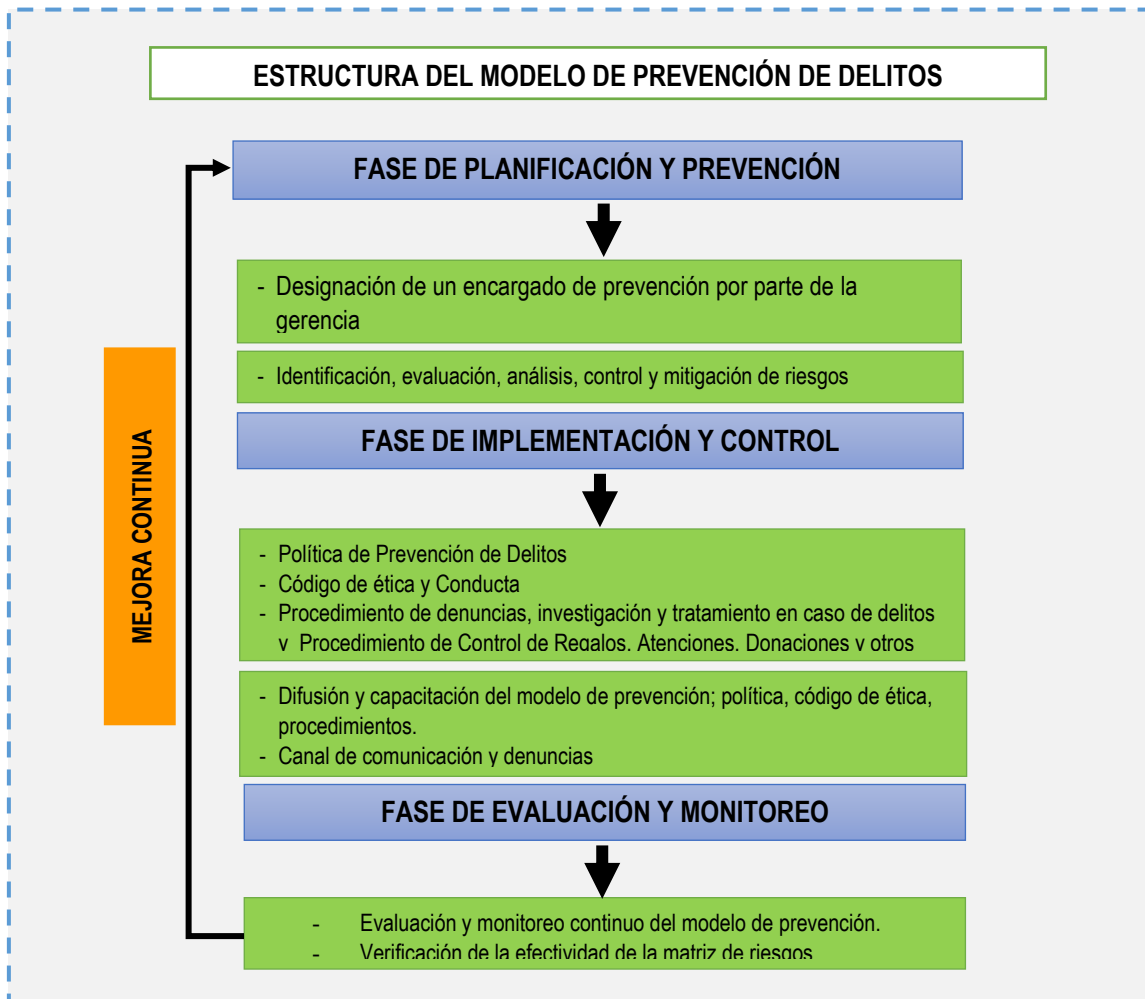 ESTRUCTURA DEL MODELO DE PREVENCIÓN DE DELITOS
FASE DE PLANIFICACIÓN Y PREVENCIÓN
- Designación de un encargado de prevención por parte de la
gerencia
- Identificación, evaluación, análisis, control y mitigación de riesgos
FASE DE IMPLEMENTACIÓN Y CONTROL
- Política de Prevención de Delitos
- Código de ética y Conducta
- Procedimiento de denuncias, investigación y tratamiento en caso de delitos
y Procedimiento de Control de Regalos. Atenciones. Donaciones y otros
- Difusión y capacitación del modelo de prevención; política, código de ética,
procedimientos.
- Canal de comunicación y denuncias
FASE DE EVALUACIÓN Y MONITOREO
- Evaluación y monitoreo continuo del modelo de prevención.
- Verificación de la efectividad de la matriz de riesgos
MEJORA CONTINUA